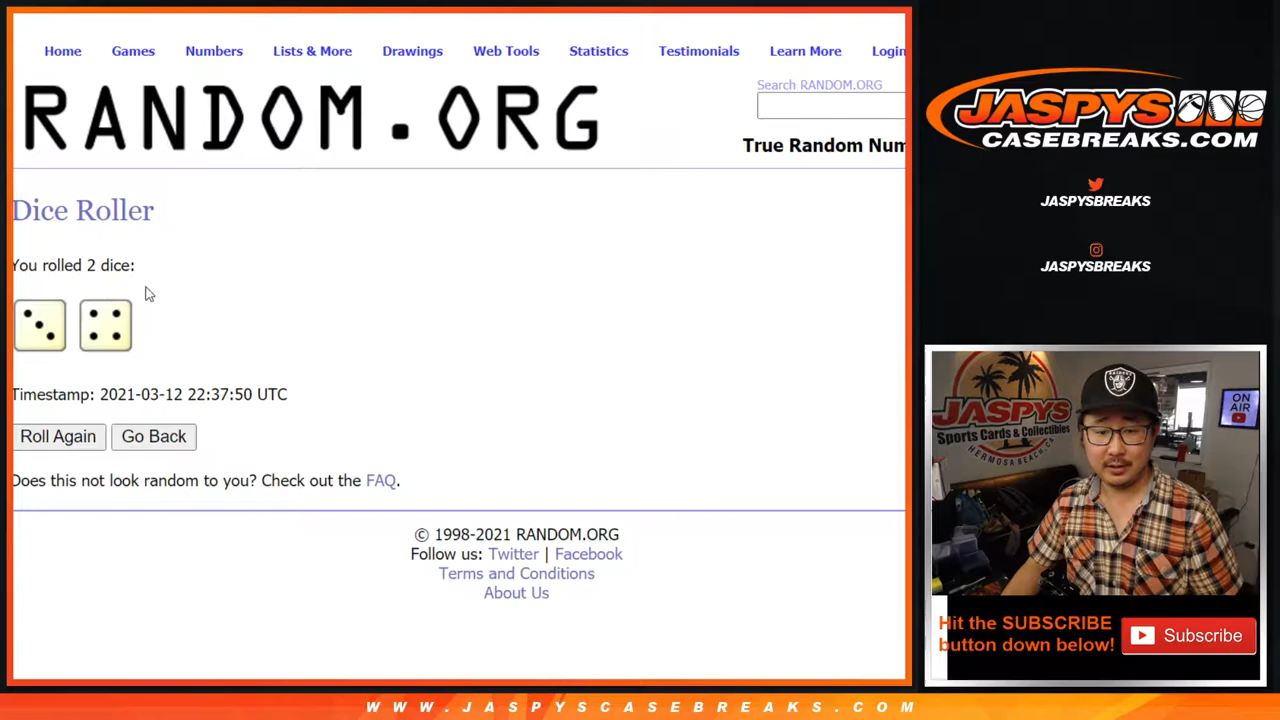 Home Games Numbers Lists & More Drawings Web Tools Statistics Testimonials Learn More Login
RANDOM.ORG
Search RANDOM.ORG
True Random Num
Dice Roller
You rolled 2 dice:
Timestamp: 2021-03-12 22:37:50 UTC
Roll Again Go Back
Does this not look random to you? Check out the FAQ.
© 1998-2021 RANDOM.ORG
Follow us: Twitter | Facebook
Terms and Conditions
About Us
JASPYS
CASEBREAKS.COM
JASPYSBREAKS
JASPYSBREAKS
RAIDERS
JASPYS
Sports Cards & Collectibles
HERMOSA BEACH, CA
ON
AIR
Hit the SUBSCRIBE
button down below!
Subscribe
WWW.JASPYSCASEBREAKS.COM